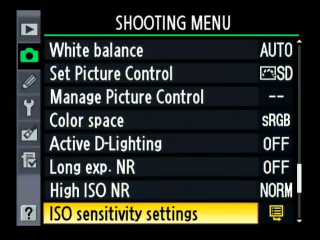 SHOOTING MENU
White balance AUTO
Set Picture Control SD
Manage Picture Control --
Color space sRGB
Active D-Lighting OFF
Long exp. NR OFF
High ISO NR NORM
? ISO sensitivity settings